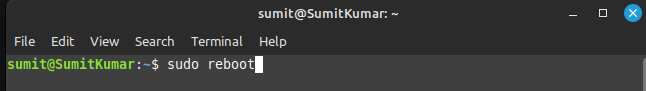 sumit@SumitKumar: ~
File Edit View Search Terminal Help
sumit@SumitKumar:~$ sudo reboot